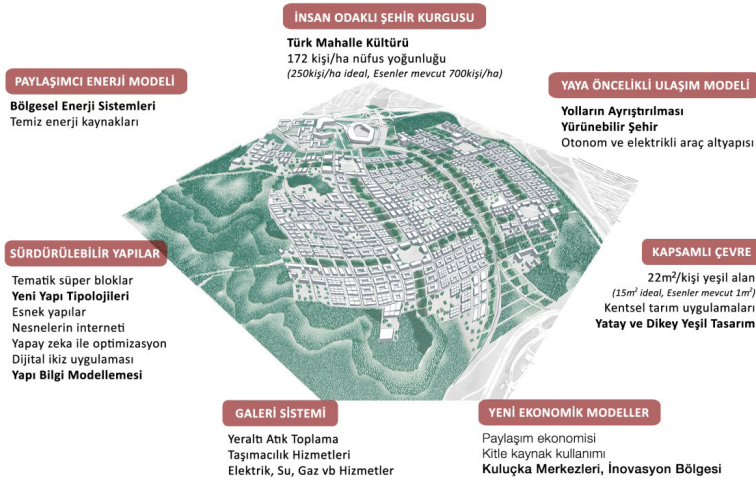 İNSAN ODAKLI ŞEHİR KURGUSU
Türk Mahalle Kültürü
172 kişi/ha nüfus yoğunluğu
(250kişi/ha ideal, Esenler mevcut 700kişi/ha)
PAYLAŞIMCI ENERJİ MODELİ
Bölgesel Enerji Sistemleri
Temiz enerji kaynakları
YAYA ÖNCELİKLİ ULAŞIM MODELİ
Yolların Ayrıştırılması
Yürünebilir Şehir
Otonom ve elektrikli araç altyapısı
SÜRDÜRÜLEBİLİR YAPILAR
Tematik süper bloklar
Yeni Yapı Tipolojileri
Esnek yapılar
Nesnelerin interneti
Yapay zeka ile optimizasyon
Dijital ikiz uygulaması
Yapı Bilgi Modellemesi
KAPSAMLI ÇEVRE
22m²/kişi yeşil alan
(15m² ideal, Esenler mevcut 1m²)
Kentsel tarım uygulamaları
Yatay ve Dikey Yeşil Tasarım
GALERİ SİSTEMİ
Yeraltı Atık Toplama
Taşımacılık Hizmetleri
Elektrik, Su, Gaz vb Hizmetler
YENİ EKONOMİK MODELLER
Paylaşım ekonomisi
Kitle kaynak kullanımı
Kuluçka Merkezleri, İnovasyon Bölgesi